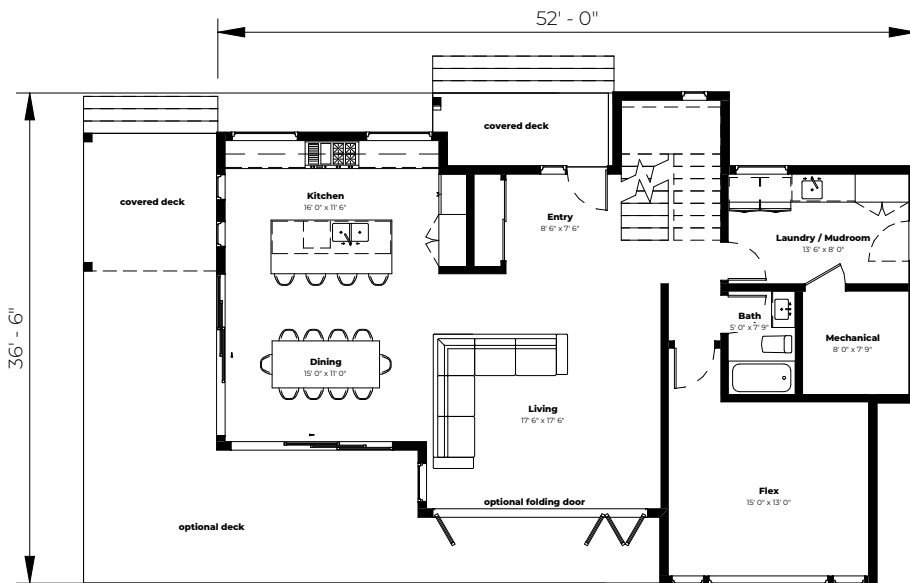 52' - 0"
36' - 6"
covered deck
covered deck
Kitchen
16' 0" x 11' 6"
Entry
8' 6" x 7' 6"
Laundry / Mudroom
13' 6" x 8' 0"
Bath
5' 0" x 7' 9"
Mechanical
8' 0" x 7' 9"
Dining
15' 0" x 11' 0"
Living
17' 6" x 17' 6"
Flex
15' 0" x 13' 0"
optional folding door
optional deck